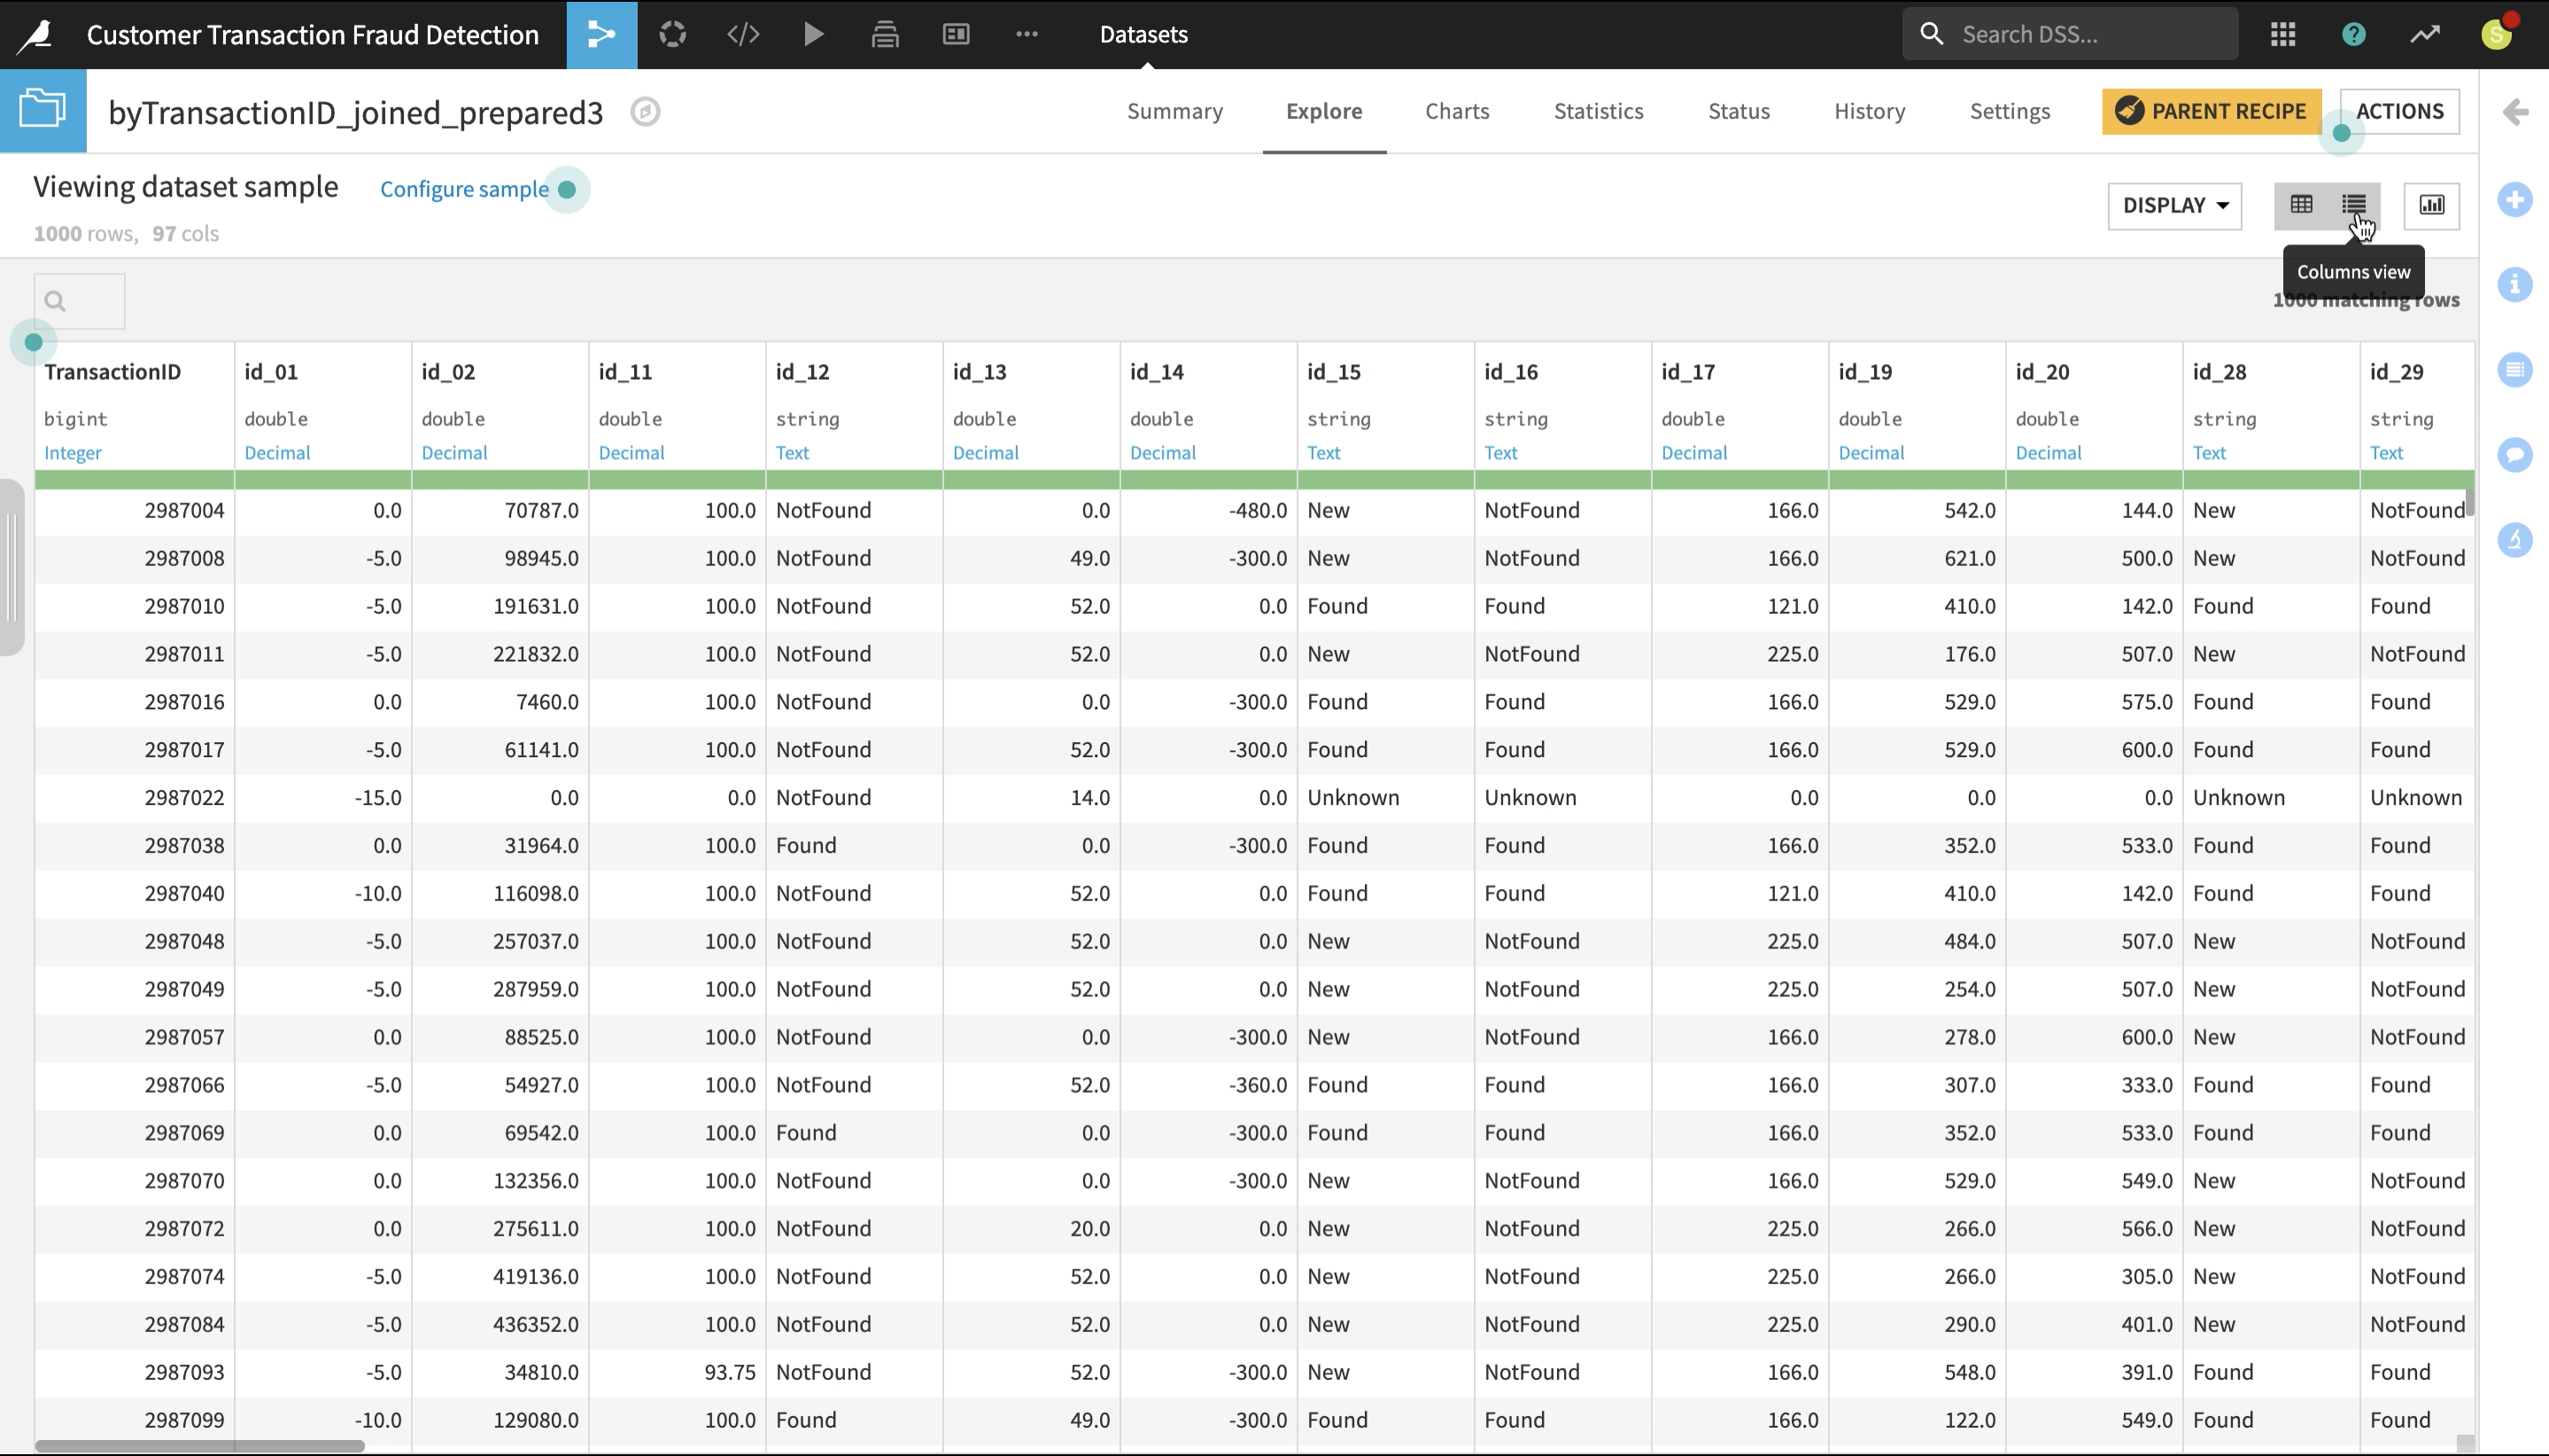 Customer Transaction Fraud Detection Datasets Search DSS... ? S
byTransactionID_joined_prepared3 Summary Explore Charts Statistics Status History Settings PARENT RECIPE ACTIONS
Viewing dataset sample Configure sample DISPLAY
1000 rows, 97 cols
Columns view
1000 matching rows
TransactionID id_01 id_02 id_11 id_12 id_13 id_14 id_15 id_16 id_17 id_19 id_20 id_28 id_29
bigint double double double string double double string string double double double string string
Integer Decimal Decimal Decimal Text Decimal Decimal Text Text Decimal Decimal Decimal Text Text
2987004 0.0 70787.0 100.0 NotFound 0.0 -480.0 New NotFound 166.0 542.0 144.0 New NotFound
2987008 -5.0 98945.0 100.0 NotFound 49.0 -300.0 New NotFound 166.0 621.0 500.0 New NotFound
2987010 -5.0 191631.0 100.0 NotFound 52.0 0.0 Found Found 121.0 410.0 142.0 Found Found
2987011 -5.0 221832.0 100.0 NotFound 52.0 0.0 New NotFound 225.0 176.0 507.0 New NotFound
2987016 0.0 7460.0 100.0 NotFound 0.0 -300.0 Found Found 166.0 529.0 575.0 Found Found
2987017 -5.0 61141.0 100.0 NotFound 52.0 -300.0 Found Found 166.0 529.0 600.0 Found Found
2987022 -15.0 0.0 0.0 NotFound 14.0 0.0 Unknown Unknown 0.0 0.0 0.0 Unknown Unknown
2987038 0.0 31964.0 100.0 Found 0.0 -300.0 Found Found 166.0 352.0 533.0 Found Found
2987040 -10.0 116098.0 100.0 NotFound 52.0 0.0 Found Found 121.0 410.0 142.0 Found Found
2987048 -5.0 257037.0 100.0 NotFound 52.0 0.0 New NotFound 225.0 484.0 507.0 New NotFound
2987049 -5.0 287959.0 100.0 NotFound 52.0 0.0 New NotFound 225.0 254.0 507.0 New NotFound
2987057 0.0 88525.0 100.0 NotFound 0.0 -300.0 New NotFound 166.0 278.0 600.0 New NotFound
2987066 -5.0 54927.0 100.0 NotFound 52.0 -360.0 Found Found 166.0 307.0 333.0 Found Found
2987069 0.0 69542.0 100.0 Found 0.0 -300.0 Found Found 166.0 352.0 533.0 Found Found
2987070 0.0 132356.0 100.0 NotFound 0.0 -300.0 New NotFound 166.0 529.0 549.0 New NotFound
2987072 0.0 275611.0 100.0 NotFound 20.0 0.0 New NotFound 225.0 266.0 566.0 New NotFound
2987074 -5.0 419136.0 100.0 NotFound 52.0 0.0 New NotFound 225.0 266.0 305.0 New NotFound
2987084 -5.0 436352.0 100.0 NotFound 52.0 0.0 New NotFound 225.0 290.0 401.0 New NotFound
2987093 -5.0 34810.0 93.75 NotFound 52.0 -300.0 New NotFound 166.0 548.0 391.0 Found Found
2987099 -10.0 129080.0 100.0 Found 49.0 -300.0 Found Found 166.0 122.0 549.0 Found Found